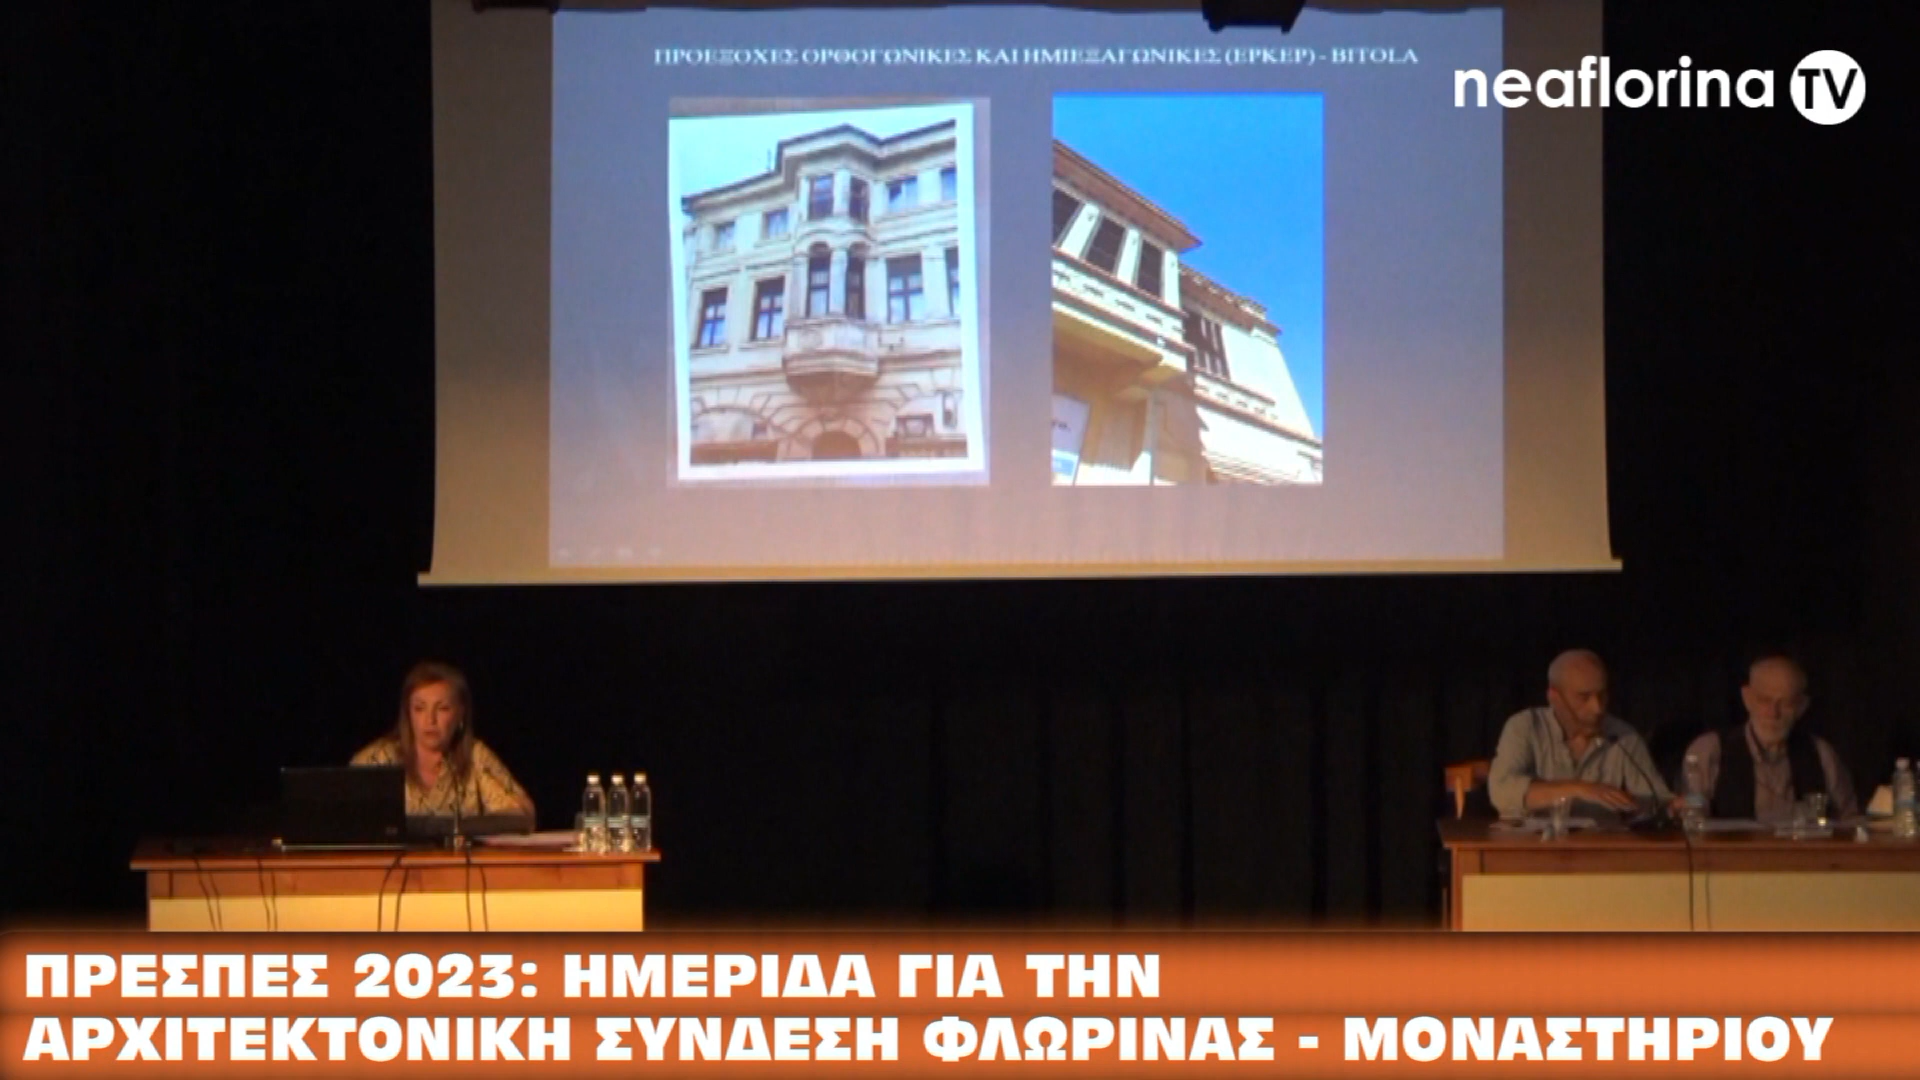 ΠΡΟΕΞΟΧΕΣ ΟΡΘΟΓΩΝΙΚΕΣ ΚΑΙ ΗΜΙΕΞΑΓΩΝΙΚΕΣ (ΕΡΚΕΡ) - BITOLA
neaflorina TV
ΠΡΕΣΠΕΣ 2023: ΗΜΕΡΙΔΑ ΓΙΑ ΤΗΝ
ΑΡΧΙΤΕΚΤΟΝΙΚΗ ΣΥΝΔΕΣΗ ΦΛΩΡΙΝΑΣ - ΜΟΝΑΣΤΗΡΙΟΥ